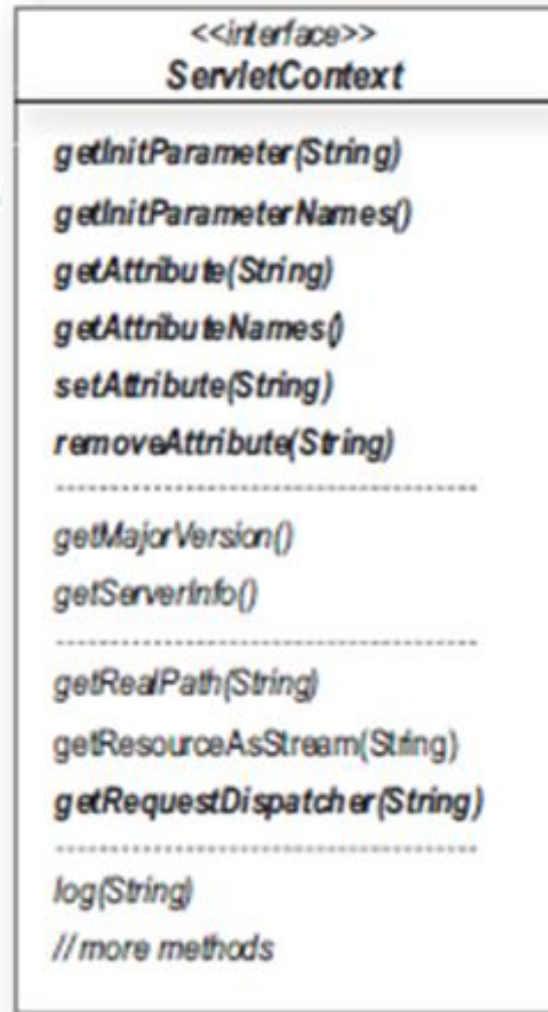 <<interface>>
ServletContext
getInitParameter(String)
getInitParameterNames()
getAttribute(String)
getAttributeNames()
setAttribute(String)
removeAttribute(String)
getMajorVersion()
getServerInfo()
getRealPath(String)
getResourceAsStream(String)
getRequestDispatcher(String)
log(String)
// more methods